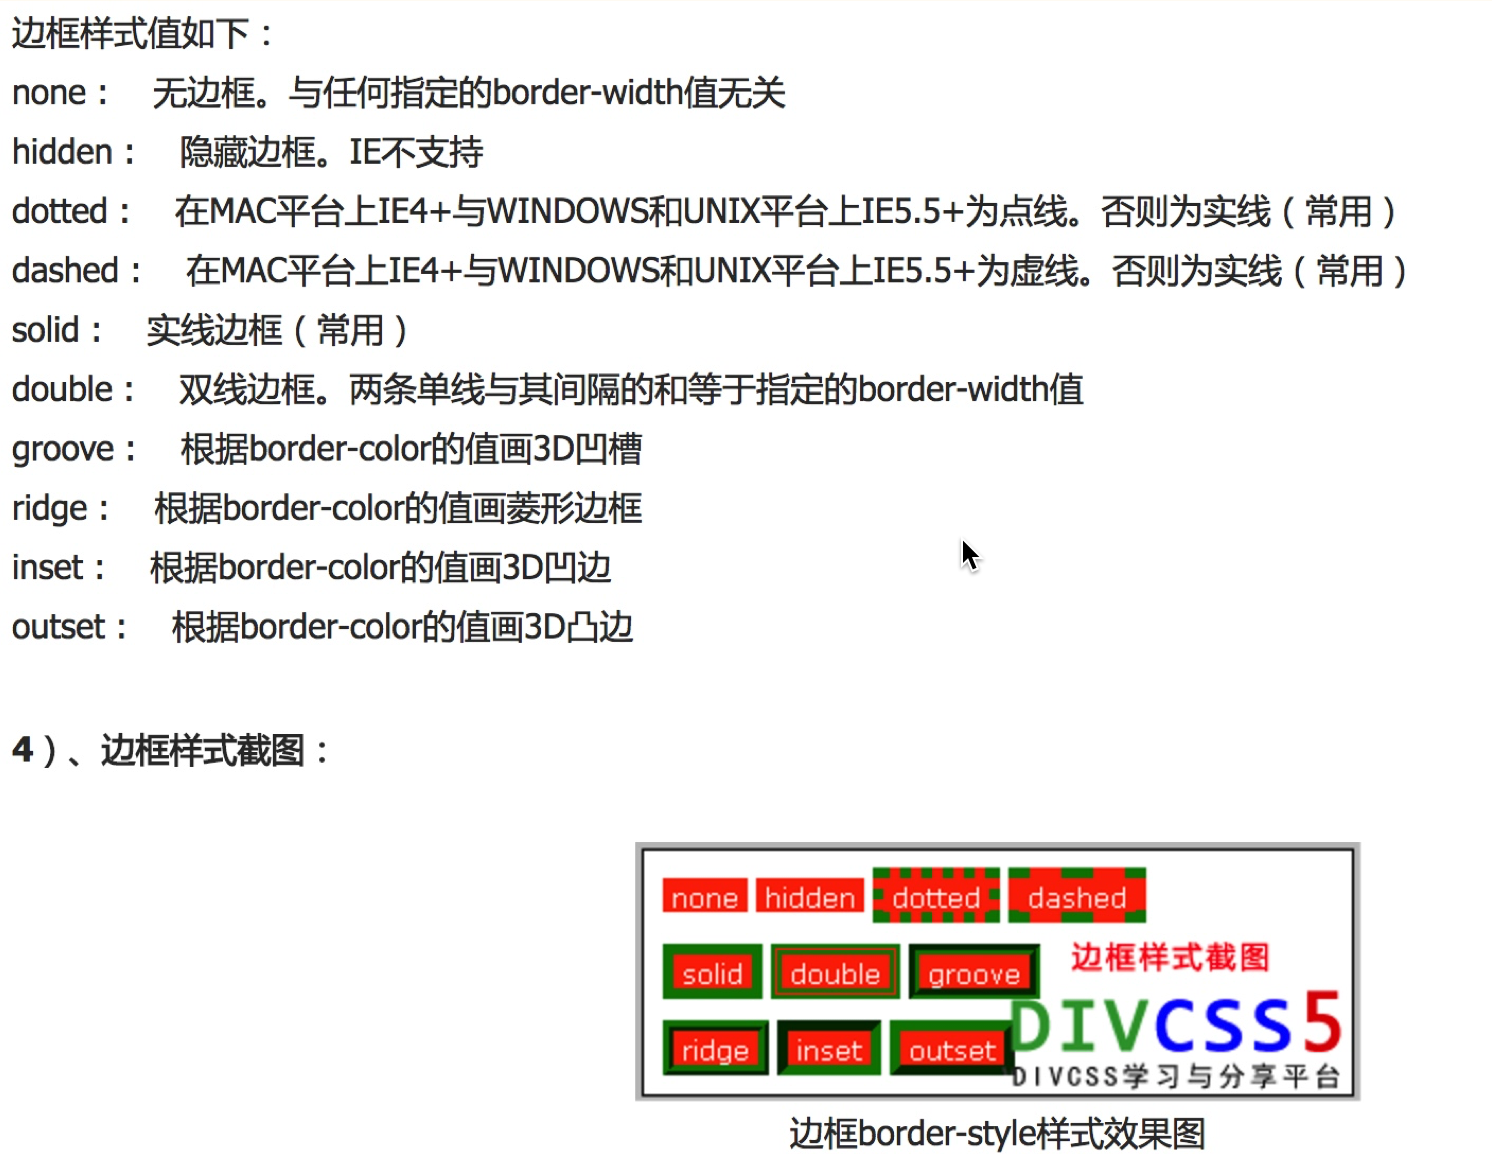 边框样式值如下：
none： 无边框。与任何指定的border-width值无关
hidden： 隐藏边框。IE不支持
dotted： 在MAC平台上IE4+与WINDOWS和UNIX平台上IE5.5+为点线。否则为实线（常用）
dashed： 在MAC平台上IE4+与WINDOWS和UNIX平台上IE5.5+为虚线。否则为实线（常用）
solid： 实线边框（常用）
double： 双线边框。两条单线与其间隔的和等于指定的border-width值
groove： 根据border-color的值画3D凹槽
ridge： 根据border-color的值画菱形边框
inset： 根据border-color的值画3D凹边
outset： 根据border-color的值画3D凸边
4）、边框样式截图：
none hidden dotted dashed
边框样式截图
solid double groove
DIVCSS5
ridge inset outset
DIVCSS学习与分享平台
边框border-style样式效果图